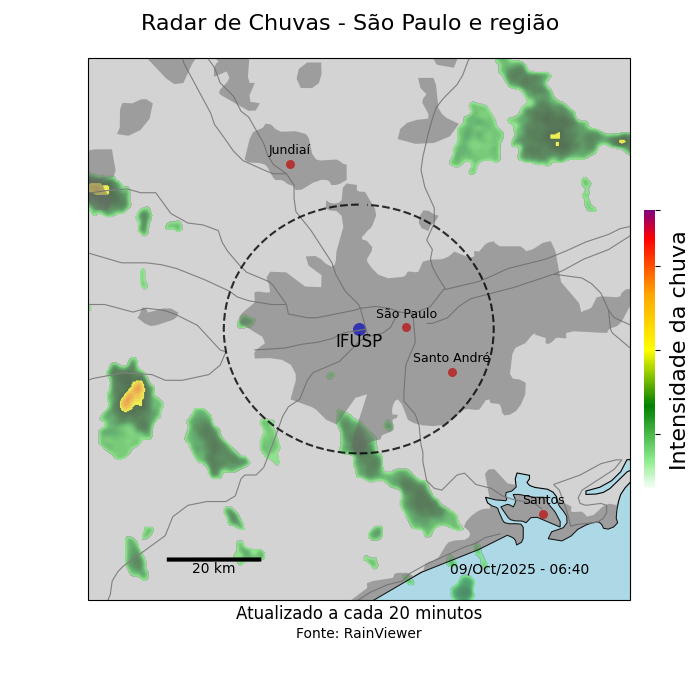 Radar de Chuvas - São Paulo e região
Jundiaí
São Paulo
IFUSP
Santo André
Santos
20 km
09/Oct/2025 - 06:40
Intensidade da chuva
Atualizado a cada 20 minutos
Fonte: RainViewer